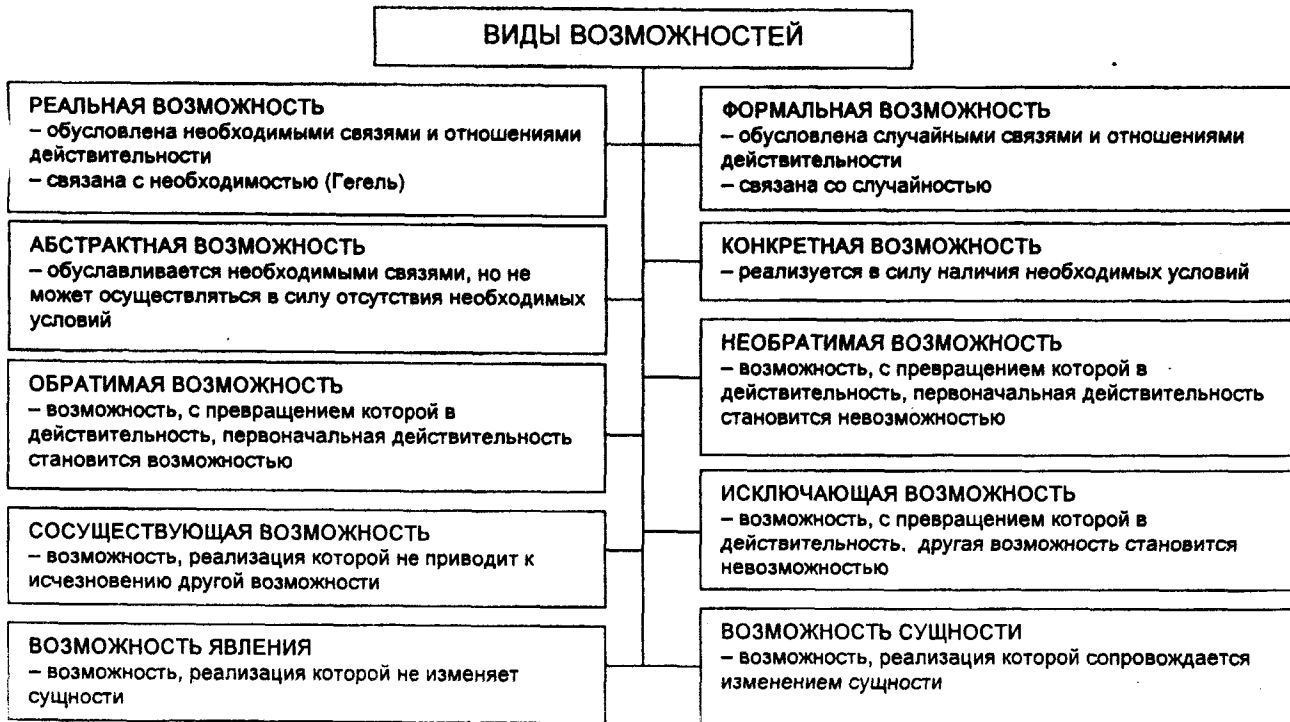 ВИДЫ ВОЗМОЖНОСТЕЙ
РЕАЛЬНАЯ ВОЗМОЖНОСТЬ
– обусловлена необходимыми связями и отношениями
действительности
– связана с необходимостью (Гегель)
ФОРМАЛЬНАЯ ВОЗМОЖНОСТЬ
– обусловлена случайными связями и отношениями
действительности
– связана со случайностью
АБСТРАКТНАЯ ВОЗМОЖНОСТЬ
– обуславливается необходимыми связями, но не
может осуществляться в силу отсутствия необходимых
условий
КОНКРЕТНАЯ ВОЗМОЖНОСТЬ
– реализуется в силу наличия необходимых условий
ОБРАТИМАЯ ВОЗМОЖНОСТЬ
– возможность, с превращением которой в
действительность, первоначальная действительность
становится возможностью
НЕОБРАТИМАЯ ВОЗМОЖНОСТЬ
– возможность, с превращением которой в
действительность, первоначальная действительность
становится невозможностью
СОСУЩЕСТВУЮЩАЯ ВОЗМОЖНОСТЬ
– возможность, реализация которой не приводит к
исчезновению другой возможности
ИСКЛЮЧАЮЩАЯ ВОЗМОЖНОСТЬ
– возможность, с превращением которой в
действительность, другая возможность становится
невозможностью
ВОЗМОЖНОСТЬ ЯВЛЕНИЯ
– возможность, реализация которой не изменяет
сущности
ВОЗМОЖНОСТЬ СУЩНОСТИ
– возможность, реализация которой сопровождается
изменением сущности